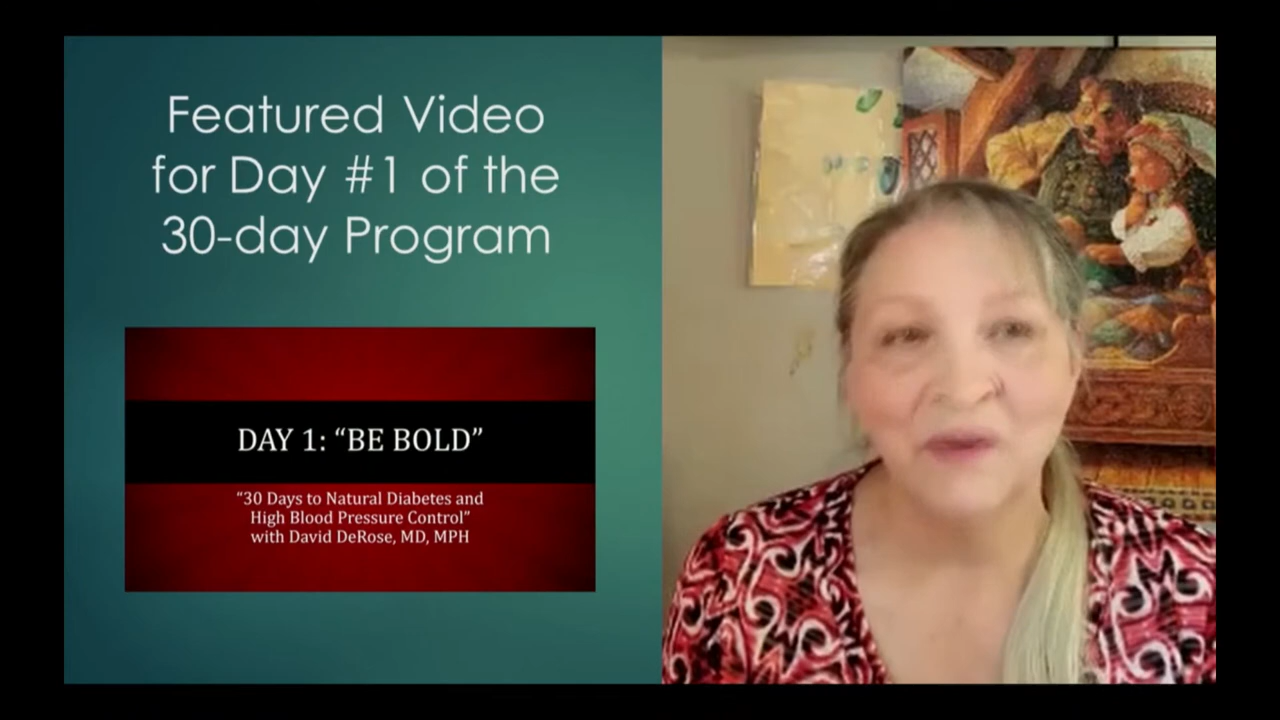 Featured Video
for Day #1 of the
30-day Program
DAY 1: “BE BOLD”
“30 Days to Natural Diabetes and
High Blood Pressure Control”
with David DeRose, MD, MPH